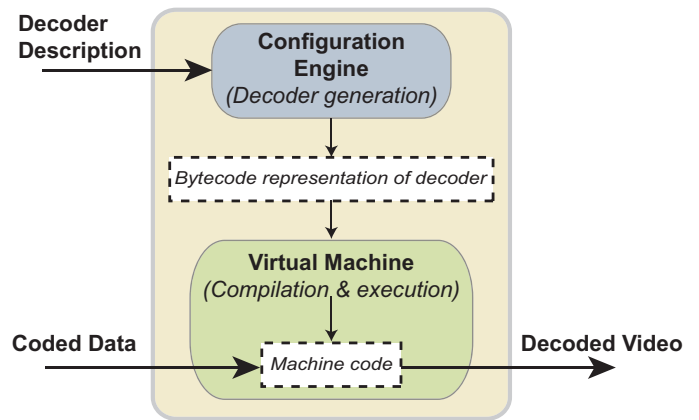 Decoder
Description
Configuration
Engine
(Decoder generation)
Bytecode representation of decoder
Virtual Machine
(Compilation & execution)
Coded Data
Machine code
Decoded Video